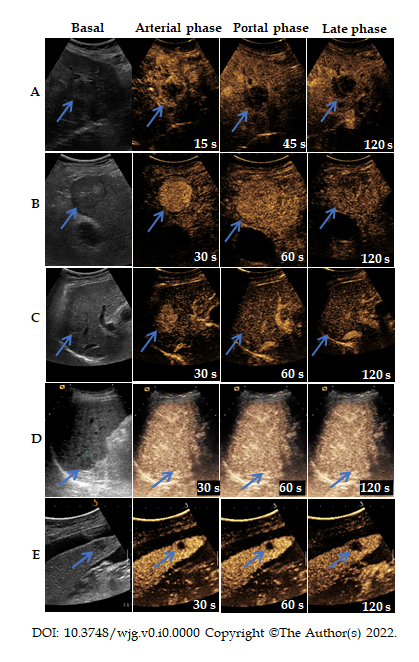 Basal Arterial phase Portal phase Late phase
A
15 s 45 s 120 s
B
30 s 60 s 120 s
C
30 s 60 s 120 s
D
30 s 60 s 120 s
E
30 s 60 s 120 s
DOI: 10.3748/wjg.v0.i0.0000 Copyright ©The Author(s) 2022.